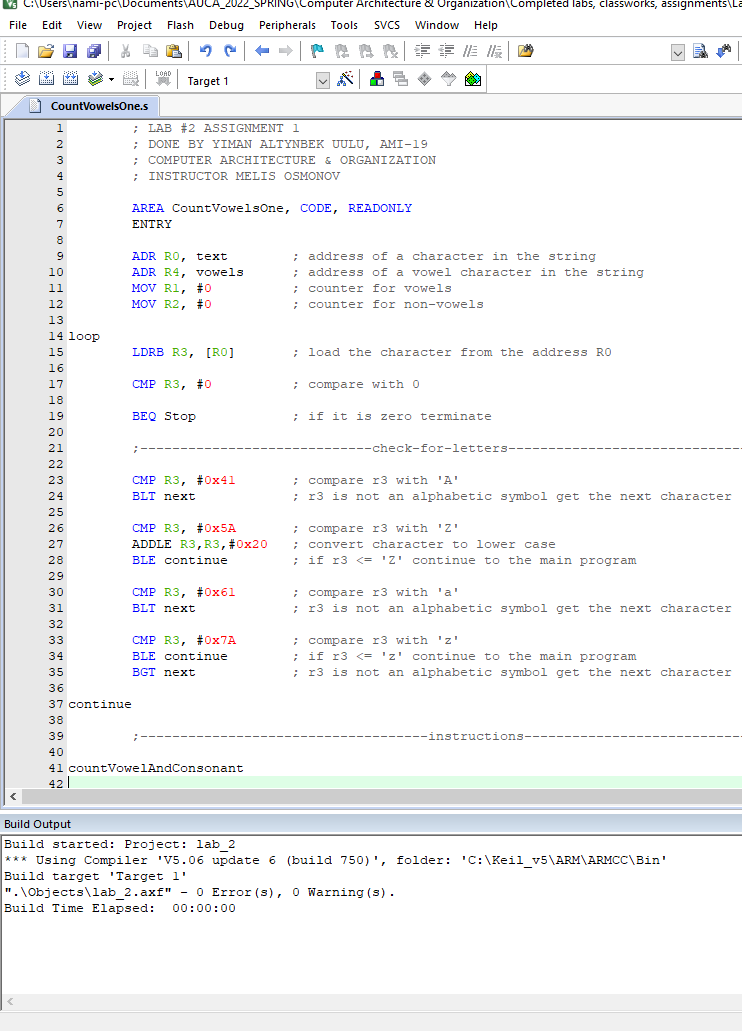 C:\Users\nami-pc\Documents\AUCA_2022_SPRING\Computer Architecture & Organization\Completed labs, classworks, assignments\La
File Edit View Project Flash Debug Peripherals Tools SVCS Window Help
LOAD Target 1
CountVowelsOne.s
1 ; LAB #2 ASSIGNMENT 1
2 ; DONE BY YIMAN ALTYNBEK UULU, AMI-19
3 ; COMPUTER ARCHITECTURE & ORGANIZATION
4 ; INSTRUCTOR MELIS OSMONOV
5
6 AREA CountVowelsOne, CODE, READONLY
7 ENTRY
8
9 ADR R0, text ; address of a character in the string
10 ADR R4, vowels ; address of a vowel character in the string
11 MOV R1, #0 ; counter for vowels
12 MOV R2, #0 ; counter for non-vowels
13
14 loop
15 LDRB R3, [R0] ; load the character from the address R0
16
17 CMP R3, #0 ; compare with 0
18
19 BEQ Stop ; if it is zero terminate
20
21 ;-----------------------------check-for-letters-----------------------------
22
23 CMP R3, #0x41 ; compare r3 with 'A'
24 BLT next ; r3 is not an alphabetic symbol get the next character
25
26 CMP R3, #0x5A ; compare r3 with 'Z'
27 ADDLE R3,R3,#0x20 ; convert character to lower case
28 BLE continue ; if r3 <= 'Z' continue to the main program
29
30 CMP R3, #0x61 ; compare r3 with 'a'
31 BLT next ; r3 is not an alphabetic symbol get the next character
32
33 CMP R3, #0x7A ; compare r3 with 'z'
34 BLE continue ; if r3 <= 'z' continue to the main program
35 BGT next ; r3 is not an alphabetic symbol get the next character
36
37 continue
38
39 ;------------------------------------instructions---------------------------
40
41 countVowelAndConsonant
42
Build Output
Build started: Project: lab_2
*** Using Compiler 'V5.06 update 6 (build 750)', folder: 'C:\Keil_v5\ARM\ARMCC\Bin'
Build target 'Target 1'
".\Objects\lab_2.axf" - 0 Error(s), 0 Warning(s).
Build Time Elapsed:  00:00:00